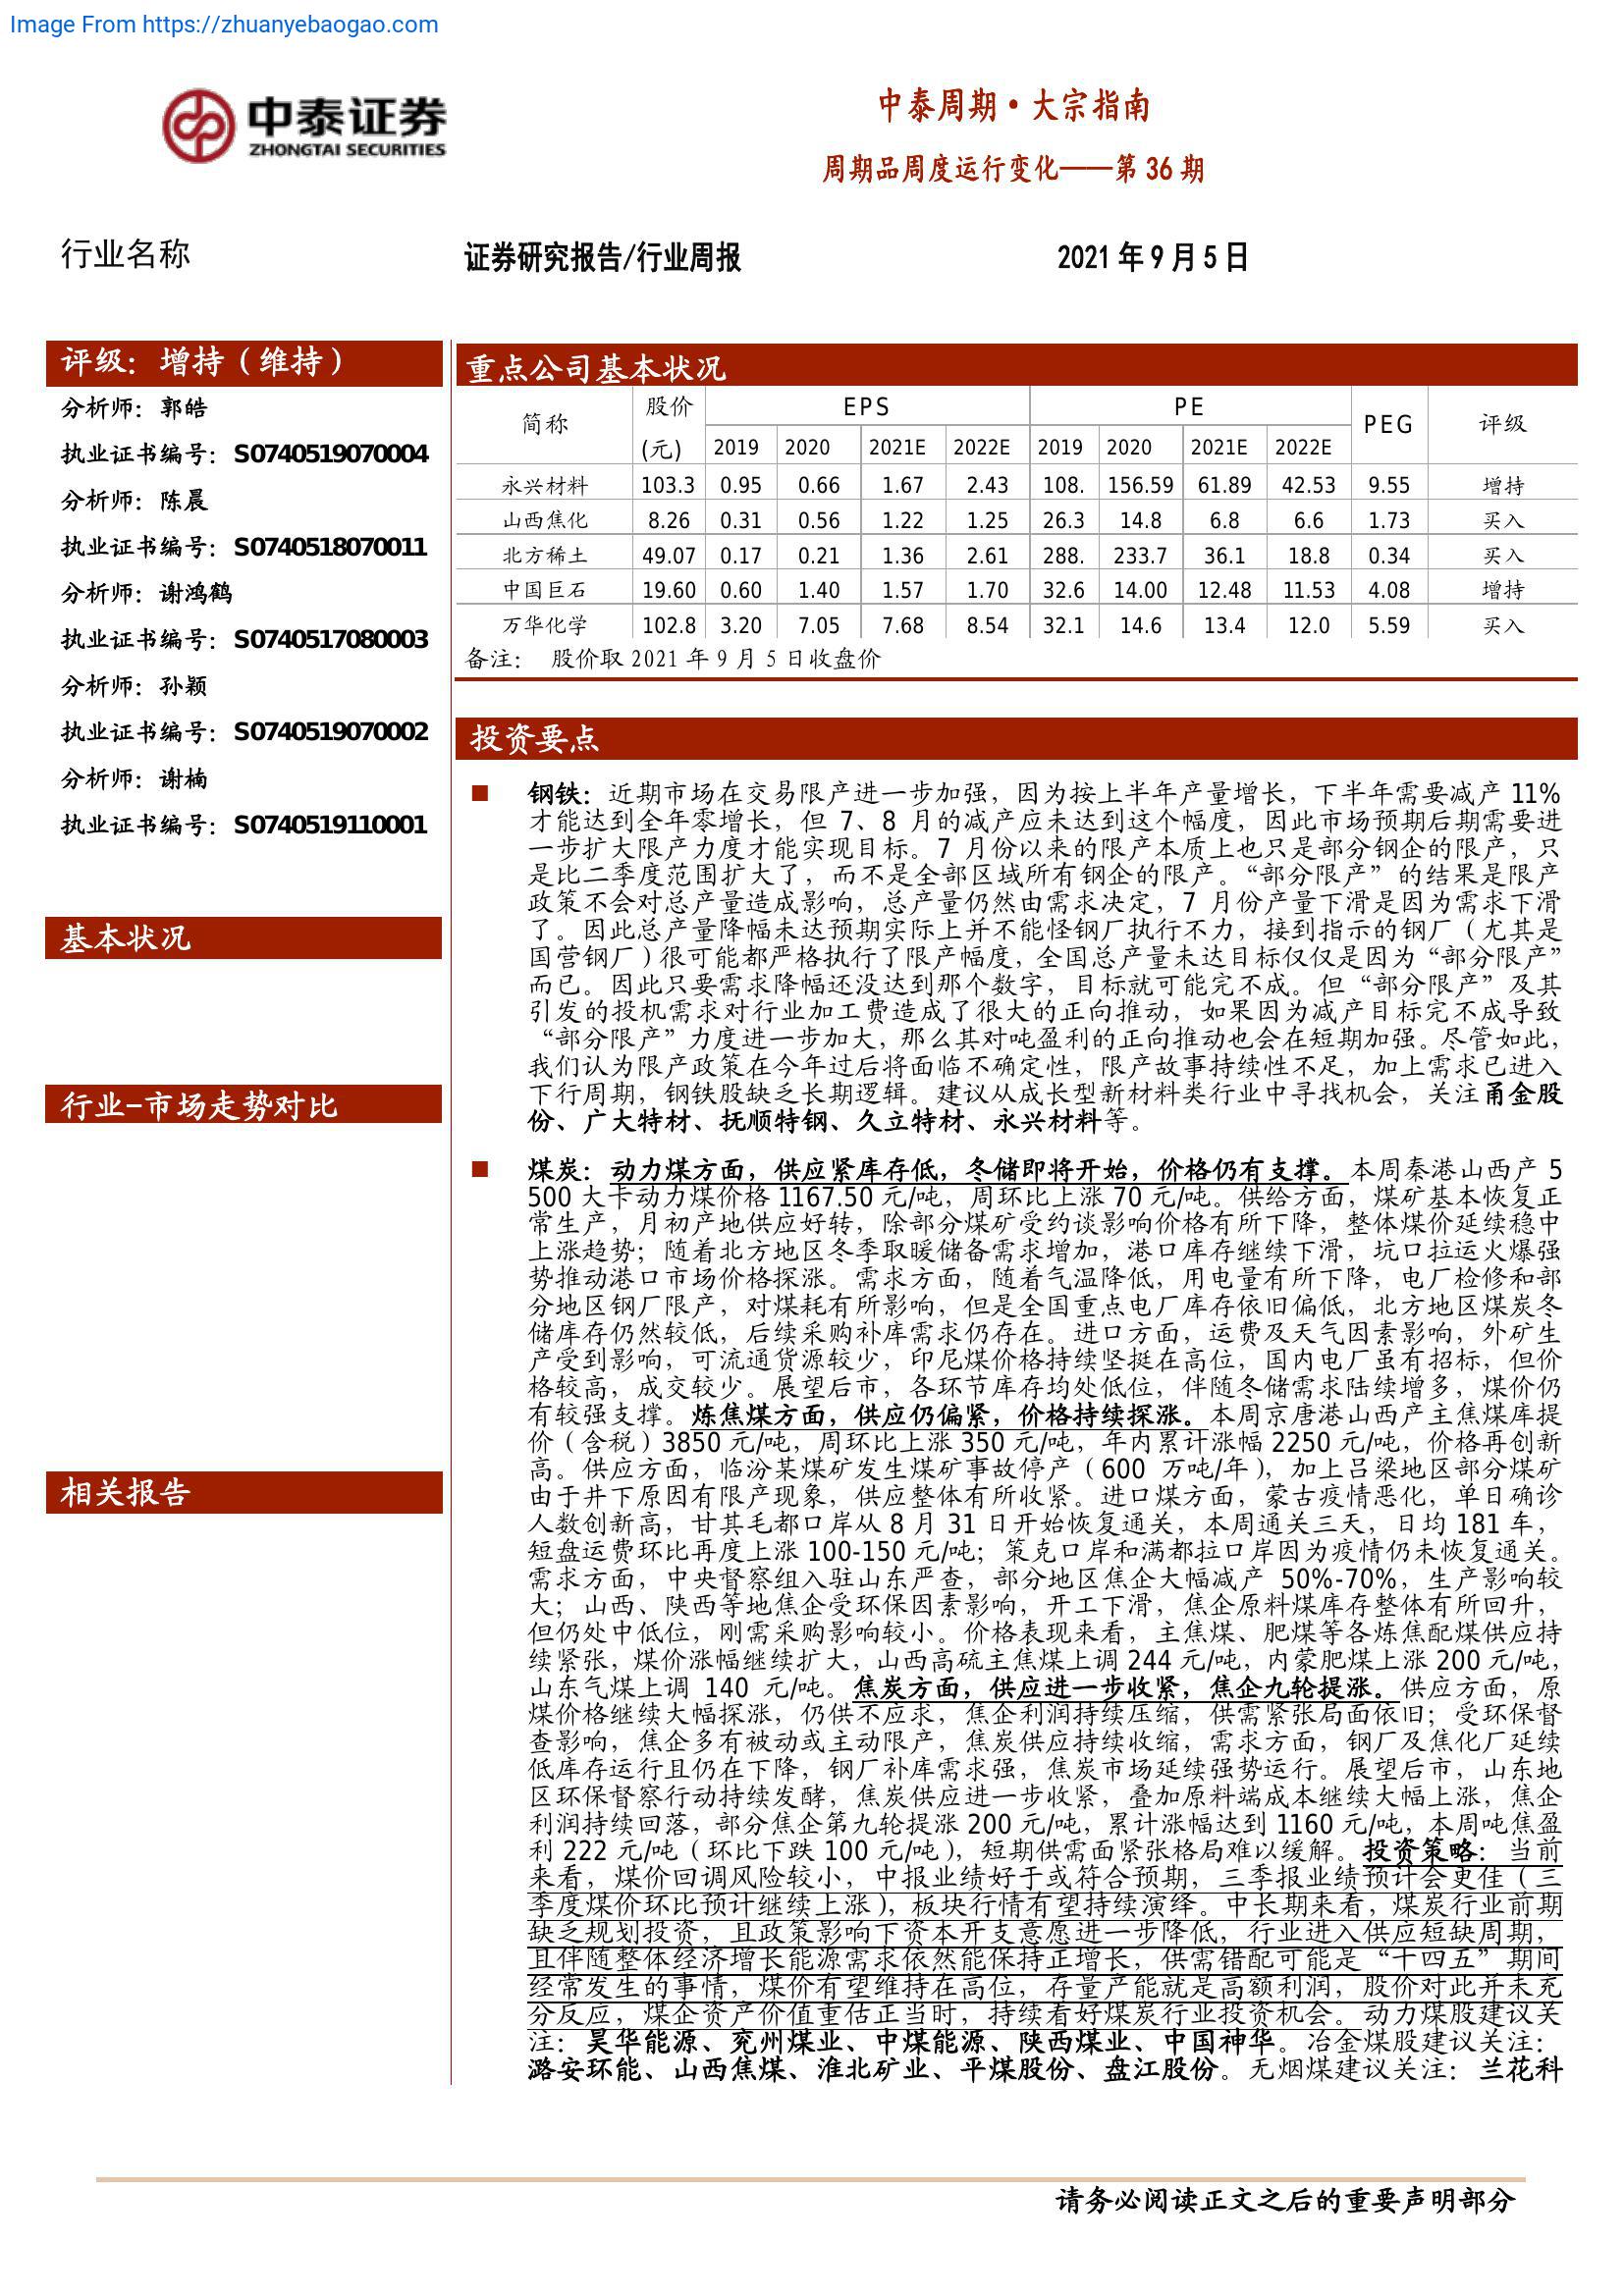 Image From https://zhuanyebaogao.com
中泰证券
ZHONGTAI SECURITIES
中泰周期·大宗指南
周期品周度运行变化——第 36 期
行业名称
证券研究报告/行业周报
2021 年 9 月 5 日
评级：增持（维持）
分析师：郭皓
执业证书编号：S0740519070004
分析师：陈晨
执业证书编号：S0740518070011
分析师：谢鸿鹤
执业证书编号：S0740517080003
分析师：孙颖
执业证书编号：S0740519070002
分析师：谢楠
执业证书编号：S0740519110001
基本状况
行业-市场走势对比
相关报告
重点公司基本状况
简称 股价(元) EPS PE PEG 评级
2019 2020 2021E 2022E 2019 2020 2021E 2022E
永兴材料 103.3 0.95 0.66 1.67 2.43 108. 156.59 61.89 42.53 9.55 增持
山西焦化 8.26 0.31 0.56 1.22 1.25 26.3 14.8 6.8 6.6 1.73 买入
北方稀土 49.07 0.17 0.21 1.36 2.61 288. 233.7 36.1 18.8 0.34 买入
中国巨石 19.60 0.60 1.40 1.57 1.70 32.6 14.00 12.48 11.53 4.08 增持
万华化学 102.8 3.20 7.05 7.68 8.54 32.1 14.6 13.4 12.0 5.59 买入
备注： 股价取 2021 年 9 月 5 日收盘价
投资要点
■ 钢铁：近期市场在交易限产进一步加强，因为按上半年产量增长，下半年需要减产 11%
才能达到全年零增长，但 7、8 月的减产应未达到这个幅度，因此市场预期后期需要进
一步扩大限产力度才能实现目标。7 月份以来的限产本质上也只是部分钢企的限产，只
是比二季度范围扩大了，而不是全部区域所有钢企的限产。“部分限产”的结果是限产
政策不会对总产量造成影响，总产量仍然由需求决定，7 月份产量下滑是因为需求下滑
了。因此总产量降幅未达预期实际上并不能怪钢厂执行不力，接到指示的钢厂（尤其是
国营钢厂）很可能都严格执行了限产幅度，全国总产量未达目标仅仅是因为“部分限产”
而已。因此只要需求降幅还没达到那个数字，目标就可能完不成。但“部分限产”及其
引发的投机需求对行业加工费造成了很大的正向推动，如果因为减产目标完不成导致
“部分限产”力度进一步加大，那么其对吨盈利的正向推动也会在短期加强。尽管如此，
我们认为限产政策在今年过后将面临不确定性，限产故事持续性不足，加上需求已进入
下行周期，钢铁股缺乏长期逻辑。建议从成长型新材料类行业中寻找机会，关注甬金股
份、广大特材、抚顺特钢、久立特材、永兴材料等。
■ 煤炭：动力煤方面，供应紧库存低，冬储即将开始，价格仍有支撑。本周秦港山西产 5
500 大卡动力煤价格 1167.50 元/吨，周环比上涨 70 元/吨。供给方面，煤矿基本恢复正
常生产，月初产地供应好转，除部分煤矿受约谈影响价格有所下降，整体煤价延续稳中
上涨趋势；随着北方地区冬季取暖储备需求增加，港口库存继续下滑，坑口拉运火爆强
势推动港口市场价格探涨。需求方面，随着气温降低，用电量有所下降，电厂检修和部
分地区钢厂限产，对煤耗有所影响，但是全国重点电厂库存依旧偏低，北方地区煤炭冬
储库存仍然较低，后续采购补库需求仍存在。进口方面，运费及天气因素影响，外矿生
产受到影响，可流通货源较少，印尼煤价格持续坚挺在高位，国内电厂虽有招标，但价
格较高，成交较少。展望后市，各环节库存均处低位，伴随冬储需求陆续增多，煤价仍
有较强支撑。炼焦煤方面，供应仍偏紧，价格持续探涨。本周京唐港山西产主焦煤库提
价（含税）3850 元/吨，周环比上涨 350 元/吨，年内累计涨幅 2250 元/吨，价格再创新
高。供应方面，临汾某煤矿发生煤矿事故停产（600 万吨/年），加上吕梁地区部分煤矿
由于井下原因有限产现象，供应整体有所收紧。进口煤方面，蒙古疫情恶化，单日确诊
人数创新高，甘其毛都口岸从 8 月 31 日开始恢复通关，本周通关三天，日均 181 年，
短盘运费环比再度上涨 100-150 元/吨；策克口岸和满都拉口岸因为疫情仍未恢复通关。
需求方面，中央督察组入驻山东严查，部分地区焦企大幅减产 50%-70%，生产影响较
大；山西、陕西等地焦企受环保因素影响，开工下滑，焦企原料煤库存整体有所回升，
但仍处中低位，刚需采购影响较小。价格表现来看，主焦煤、肥煤等各炼焦配煤供应持
续紧张，煤价涨幅继续扩大，山西高硫主焦煤上调 244 元/吨，内蒙肥煤上涨 200 元/吨，
山东气煤上调 140 元/吨。焦炭方面，供应进一步收紧，焦企九轮提涨。供应方面，原
煤价格继续大幅探涨，仍供不应求，焦企利润持续压缩，供需紧张局面依旧；受环保督
查影响，焦企多有被动或主动限产，焦炭供应持续收缩，需求方面，钢厂及焦化厂延续
低库存运行且仍在下降，钢厂补库需求强，焦炭市场延续强势运行。展望后市，山东地
区环保督察行动持续发酵，焦炭供应进一步收紧，叠加原料端成本继续大幅上涨，焦企
利润持续回落，部分焦企第九轮提涨 200 元/吨，累计涨幅达到 1160 元/吨，本周吨焦盈
利 222 元/吨（环比下跌 100 元/吨），短期供需面紧张格局难以缓解。投资策略：当前
来看，煤价回调风险较小，中报业绩好于或符合预期，三季报业绩预计会更佳（三
季度煤价环比预计继续上涨），板块行情有望持续演绎。中长期来看，煤炭行业前期
缺乏规划投资，且政策影响下资本开支意愿进一步降低，行业进入供应短缺周期，
且伴随整体经济增长能源需求依然能保持正增长，供需错配可能是“十四五”期间
经常发生的事情，煤价有望维持在高位，存量产能就是高额利润，股价对此并未充
分反应，煤企资产价值重估正当时，持续看好煤炭行业投资机会。动力煤股建议关
注：昊华能源、兖州煤业、中煤能源、陕西煤业、中国神华。冶金煤股建议关注：
潞安环能、山西焦煤、淮北矿业、平煤股份、盘江股份。无烟煤建议关注：兰花科
请务必阅读正文之后的重要声明部分